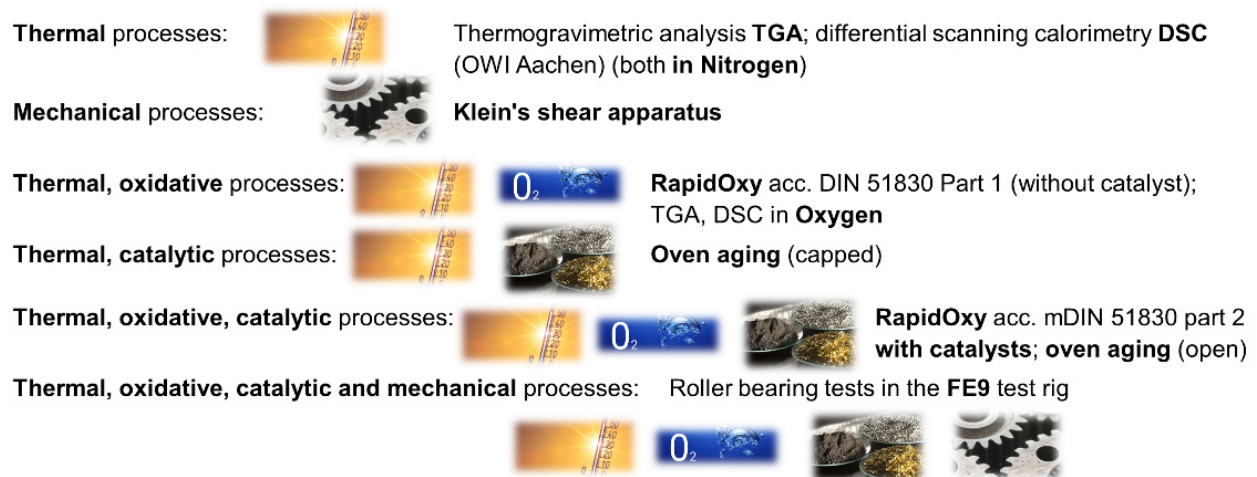 Thermal processes: Thermogravimetric analysis TGA; differential scanning calorimetry DSC
(OWI Aachen) (both in Nitrogen)
Mechanical processes: Klein's shear apparatus
Thermal, oxidative processes: O₂ RapidOxy acc. DIN 51830 Part 1 (without catalyst);
TGA, DSC in Oxygen
Thermal, catalytic processes: Oven aging (capped)
Thermal, oxidative, catalytic processes: O₂ RapidOxy acc. mDIN 51830 part 2
with catalysts; oven aging (open)
Thermal, oxidative, catalytic and mechanical processes: Roller bearing tests in the FE9 test rig
O₂